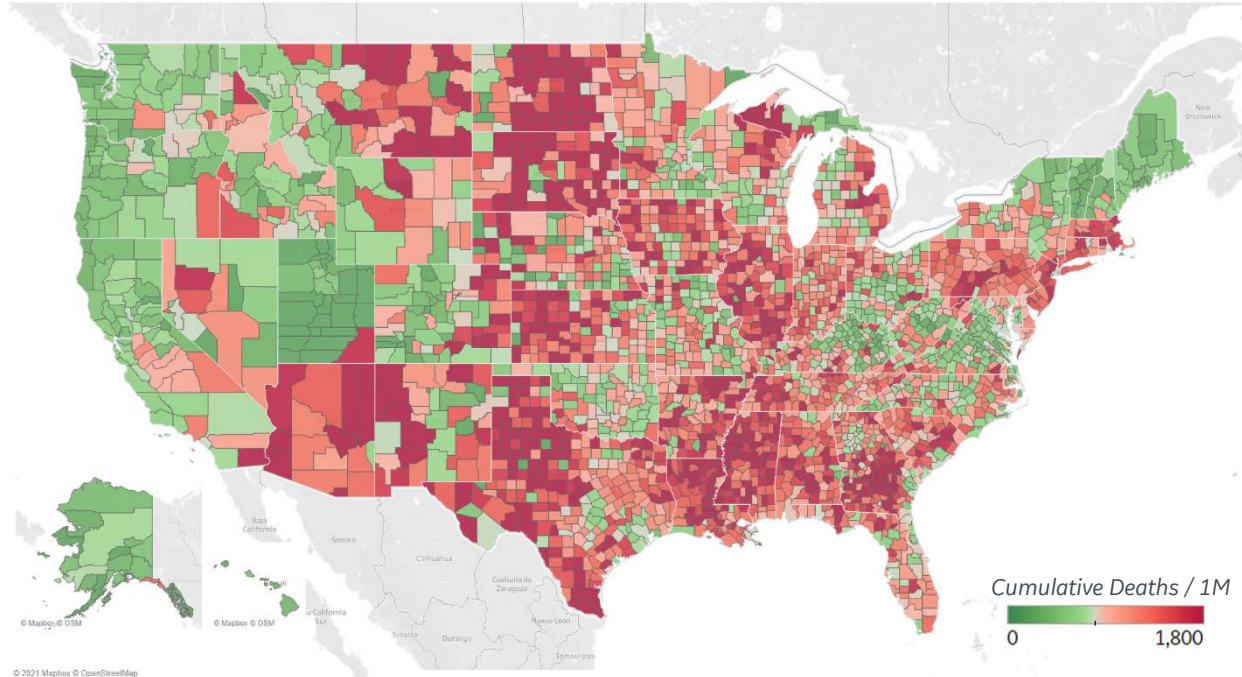 New
Brunswick
Baja
California
Sonora
Chihuahua
Coahuila de
Zaragoza
Nuevo León
Sinaloa
Durango
Tamaulipas
a California
Sur
© Mapbox © OSM
© Mapbox © OSM
Cumulative Deaths / 1M
0
1,800
© 2021 Mapbox © OpenStreetMap